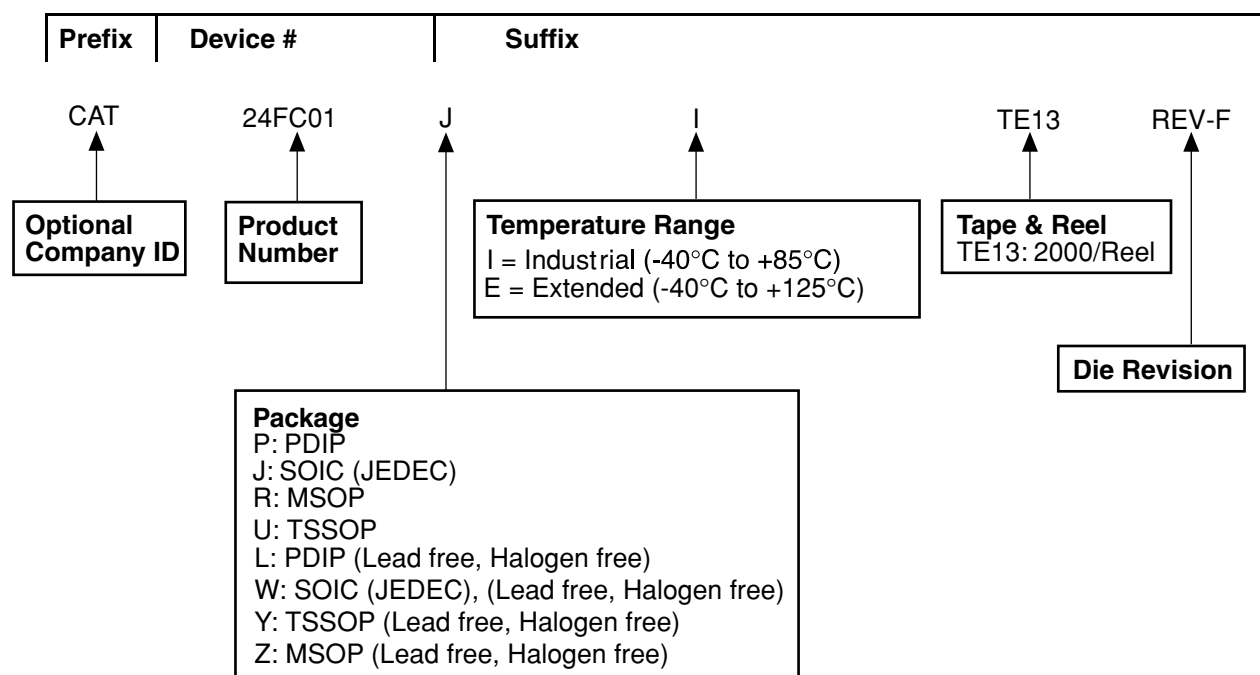 Prefix Device # Suffix
CAT 24FC01 J I TE13 REV-F
Optional
Company ID
Product
Number
Temperature Range
I = Industrial (-40°C to +85°C)
E = Extended (-40°C to +125°C)
Tape & Reel
TE13: 2000/Reel
Die Revision
Package
P: PDIP
J: SOIC (JEDEC)
R: MSOP
U: TSSOP
L: PDIP (Lead free, Halogen free)
W: SOIC (JEDEC), (Lead free, Halogen free)
Y: TSSOP (Lead free, Halogen free)
Z: MSOP (Lead free, Halogen free)